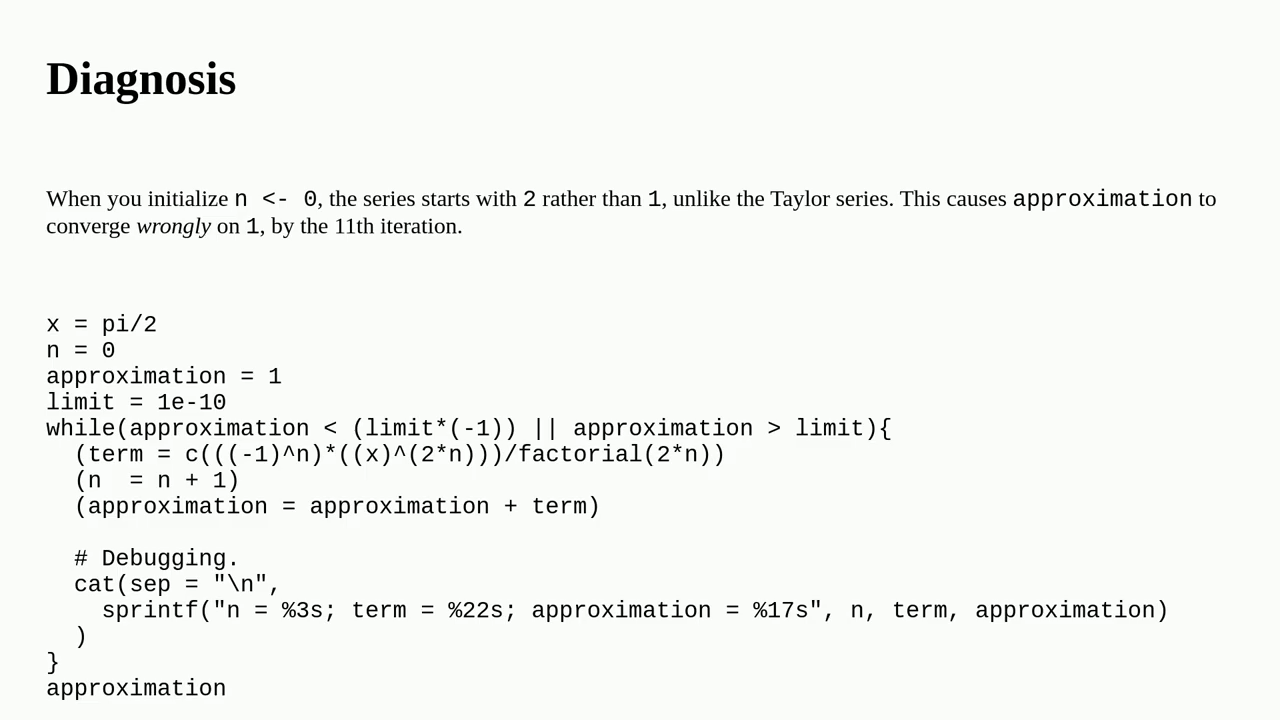 Diagnosis
When you initialize n <- 0, the series starts with 2 rather than 1, unlike the Taylor series. This causes approximation to
converge wrongly on 1, by the 11th iteration.
x = pi/2
n = 0
approximation = 1
limit = 1e-10
while(approximation < (limit*(-1)) || approximation > limit){
  (term = c(((-1)^n)*((x)^(2*n)))/factorial(2*n))
  (n  = n + 1)
  (approximation = approximation + term)
  # Debugging.
  cat(sep = "\n",
    sprintf("n = %3s; term = %22s; approximation = %17s", n, term, approximation)
  )
}
approximation